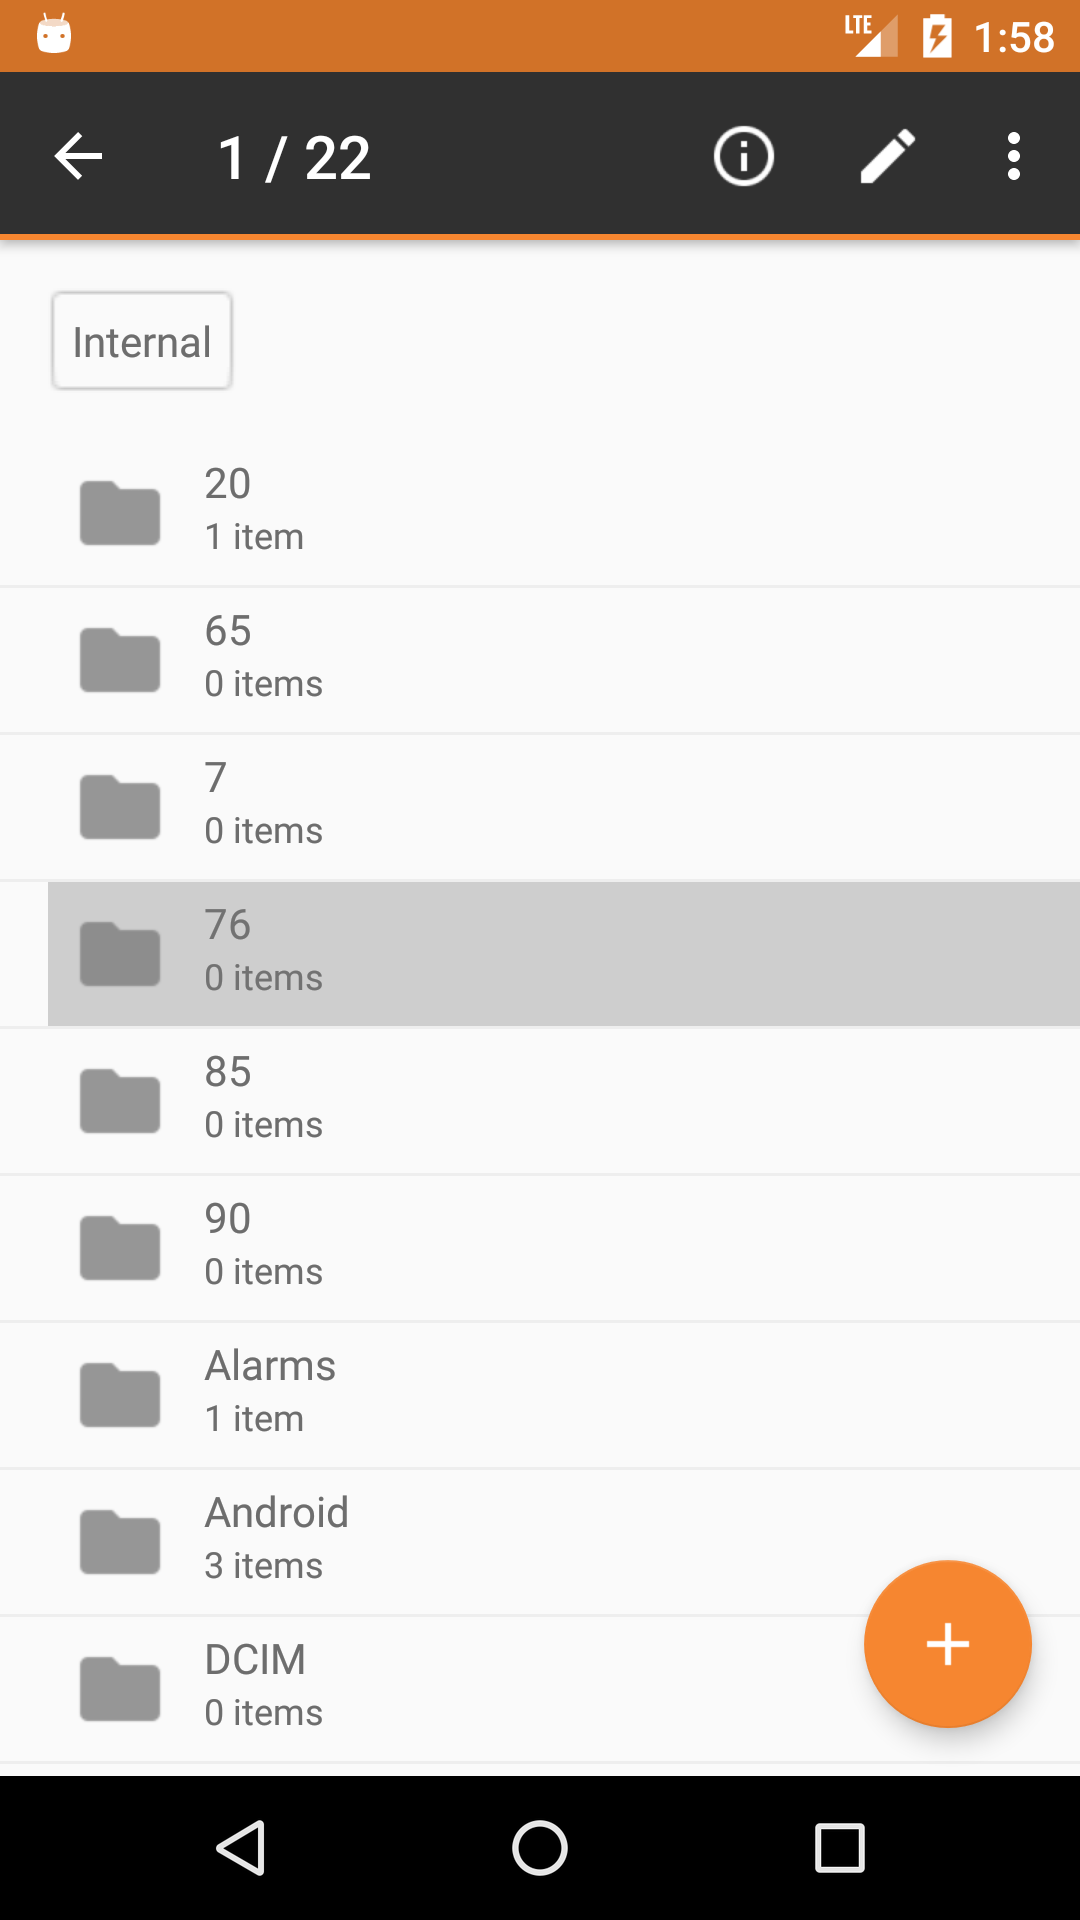 LTE 1:58
1 / 22
Internal
20
1 item
65
0 items
7
0 items
76
0 items
85
0 items
90
0 items
Alarms
1 item
Android
3 items
DCIM
0 items